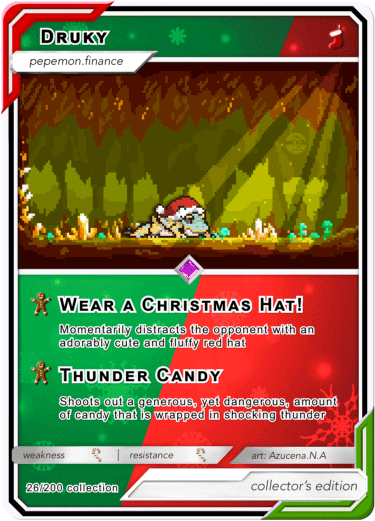 Druky
pepemon.finance
Wear a Christmas Hat!
Momentarily distracts the opponent with an
adorably cute and fluffy red hat
Thunder Candy
Shoots out a generous, yet dangerous, amount
of candy that is wrapped in shocking thunder
weakness | resistance art: Azucena.N.A
26/200 collection collector's edition